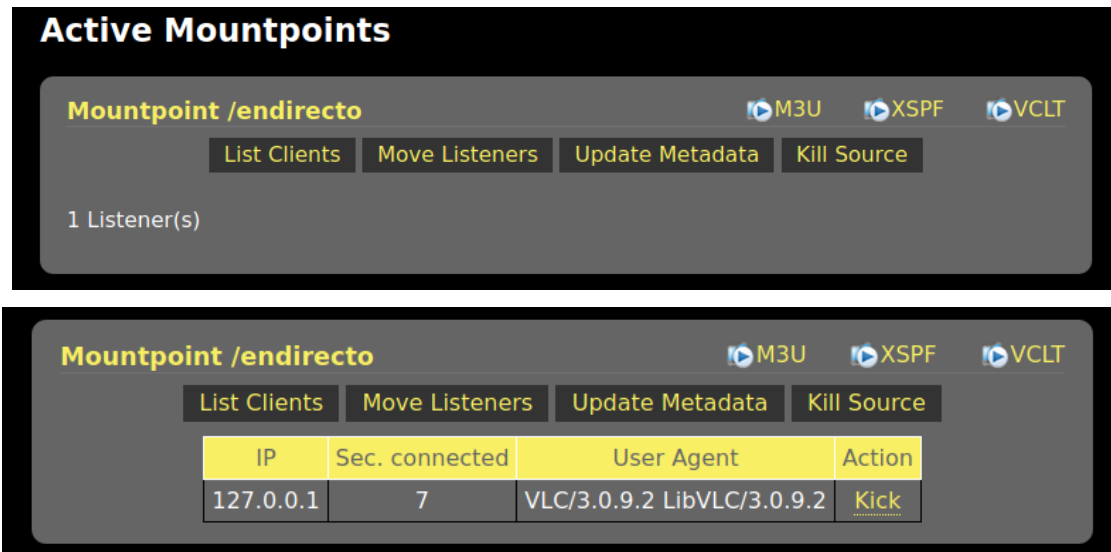 Active Mountpoints
Mountpoint /endirecto M3U XSPF VCLT
List Clients Move Listeners Update Metadata Kill Source
1 Listener(s)
Mountpoint /endirecto M3U XSPF VCLT
List Clients Move Listeners Update Metadata Kill Source
IP Sec. connected User Agent Action
127.0.0.1 7 VLC/3.0.9.2 LibVLC/3.0.9.2 Kick